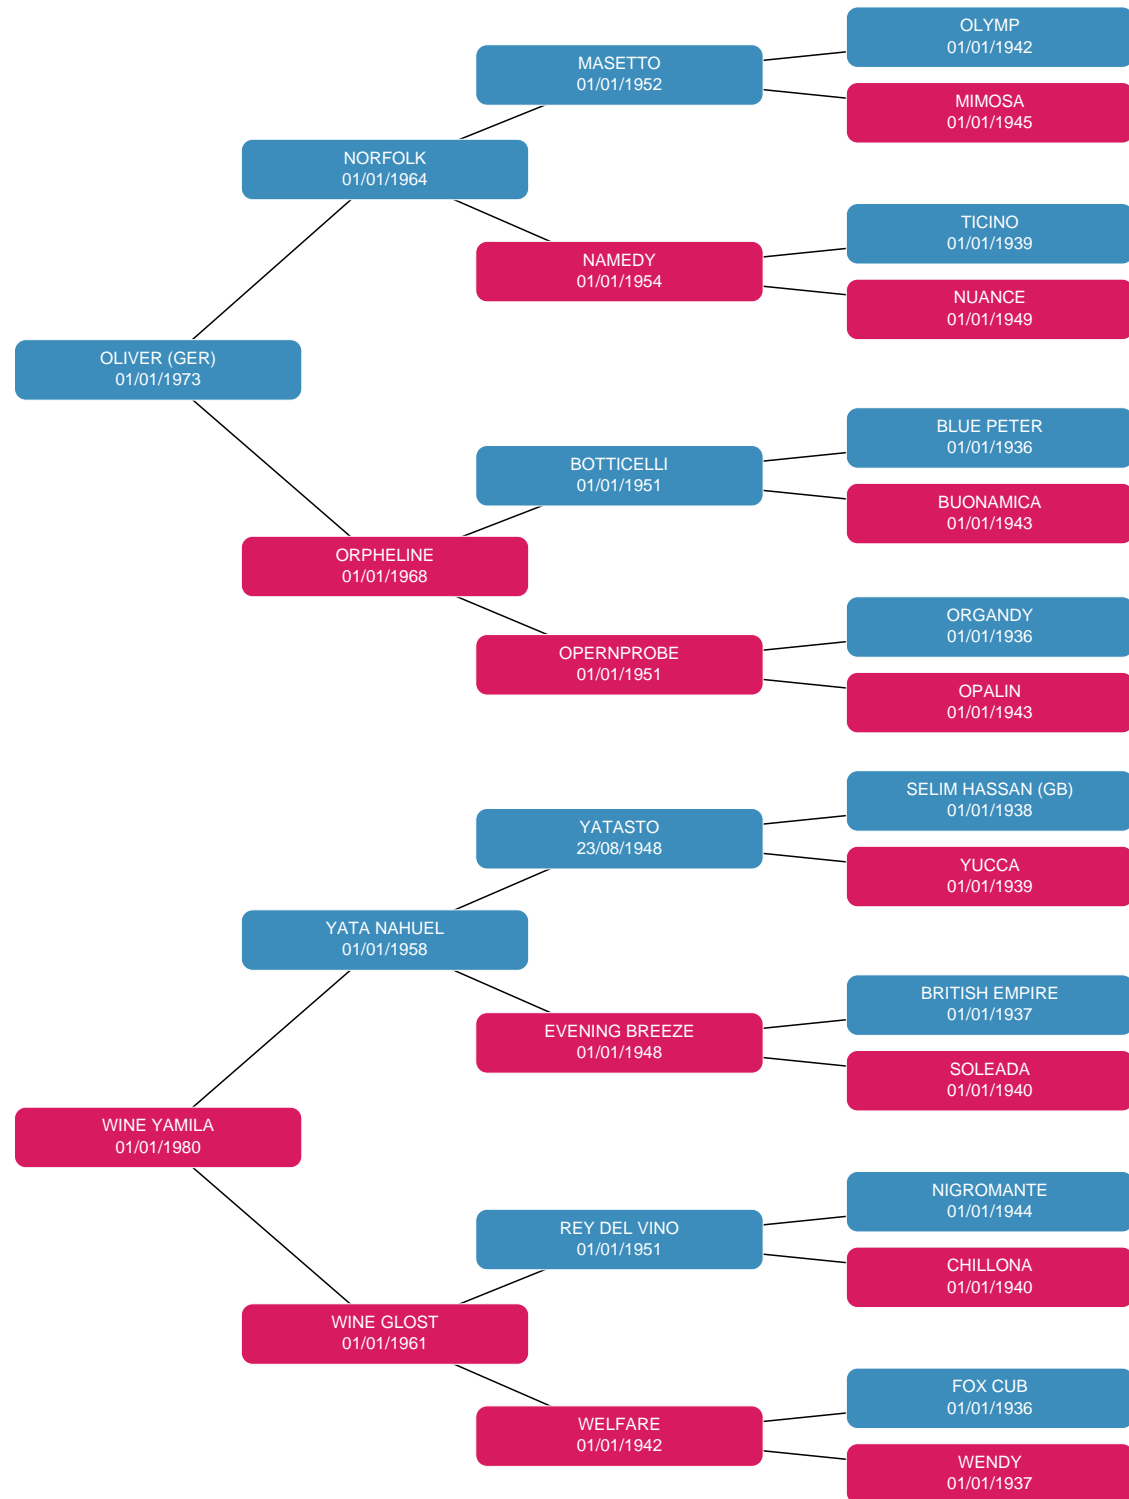 OLYMP
01/01/1942
MASETTO
01/01/1952
MIMOSA
01/01/1945
NORFOLK
01/01/1964
TICINO
01/01/1939
NAMEDY
01/01/1954
NUANCE
01/01/1949
OLIVER (GER)
01/01/1973
BLUE PETER
01/01/1936
BOTTICELLI
01/01/1951
BUONAMICA
01/01/1943
ORPHELINE
01/01/1968
ORGANDY
01/01/1936
OPERNPROBE
01/01/1951
OPALIN
01/01/1943
SELIM HASSAN (GB)
01/01/1938
YATASTO
23/08/1948
YUCCA
01/01/1939
YATA NAHUEL
01/01/1958
BRITISH EMPIRE
01/01/1937
EVENING BREEZE
01/01/1948
SOLEADA
01/01/1940
WINE YAMILA
01/01/1980
NIGROMANTE
01/01/1944
REY DEL VINO
01/01/1951
CHILLONA
01/01/1940
WINE GLOST
01/01/1961
FOX CUB
01/01/1936
WELFARE
01/01/1942
WENDY
01/01/1937